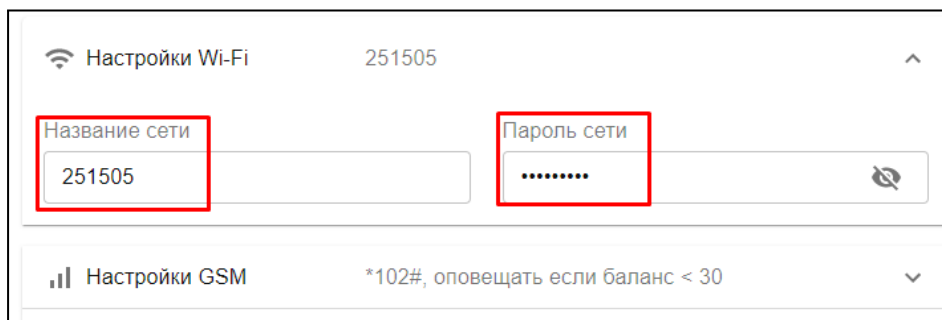 Настройки Wi-Fi 251505
Название сети Пароль сети
251505 •••••••••
Настройки GSM *102#, оповещать если баланс < 30